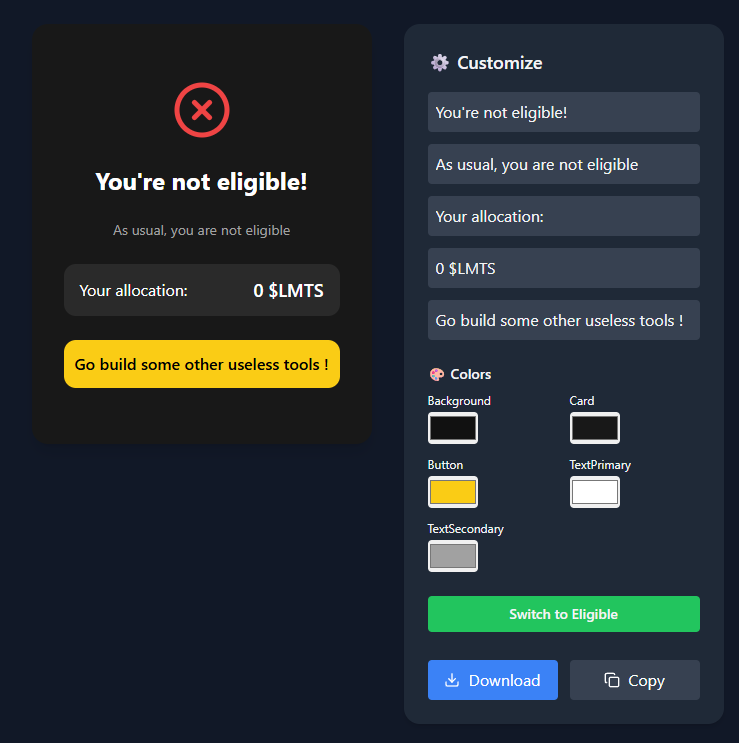 You're not eligible!
As usual, you are not eligible
Your allocation:
0 $LMTS
Go build some other useless tools !
Customize
You're not eligible!
As usual, you are not eligible
Your allocation:
0 $LMTS
Go build some other useless tools !
Colors
Background
Card
Button
TextPrimary
TextSecondary
Switch to Eligible
Download
Copy